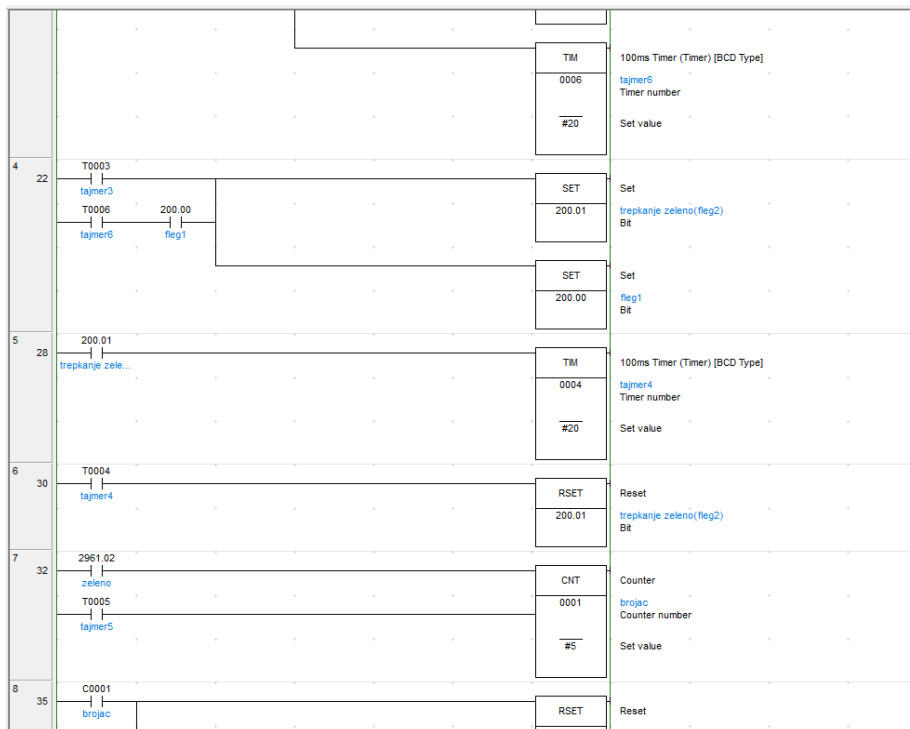 TIM 100ms Timer (Timer) [BCD Type]
0006 tajmer6
Timer number
#20 Set value
4
22
T0003
tajmer3
SET Set
200.01 trepkanje zeleno(fleg2)
Bit
T0006 200.00
tajmer6 fleg1
SET Set
200.00 fleg1
Bit
5
28
200.01
trepkanje zele...
TIM 100ms Timer (Timer) [BCD Type]
0004 tajmer4
Timer number
#20 Set value
6
30
T0004
tajmer4
RSET Reset
200.01 trepkanje zeleno(fleg2)
Bit
7
32
2961.02
zeleno
CNT Counter
T0005
tajmer5
0001 brojac
Counter number
#5 Set value
8
35
C0001
brojac
RSET Reset